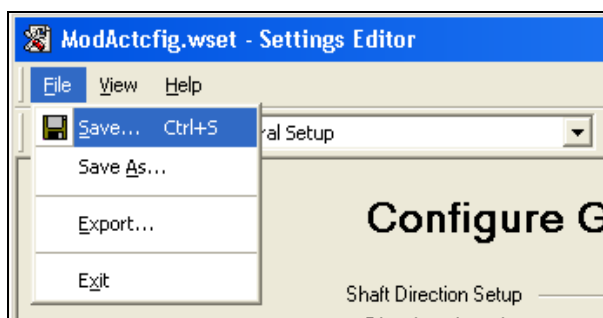 ModActcfig.wset - Settings Editor
File View Help
Save... Ctrl+S
ral Setup
Save As...
Export...
Configure G
Exit
Shaft Direction Setup